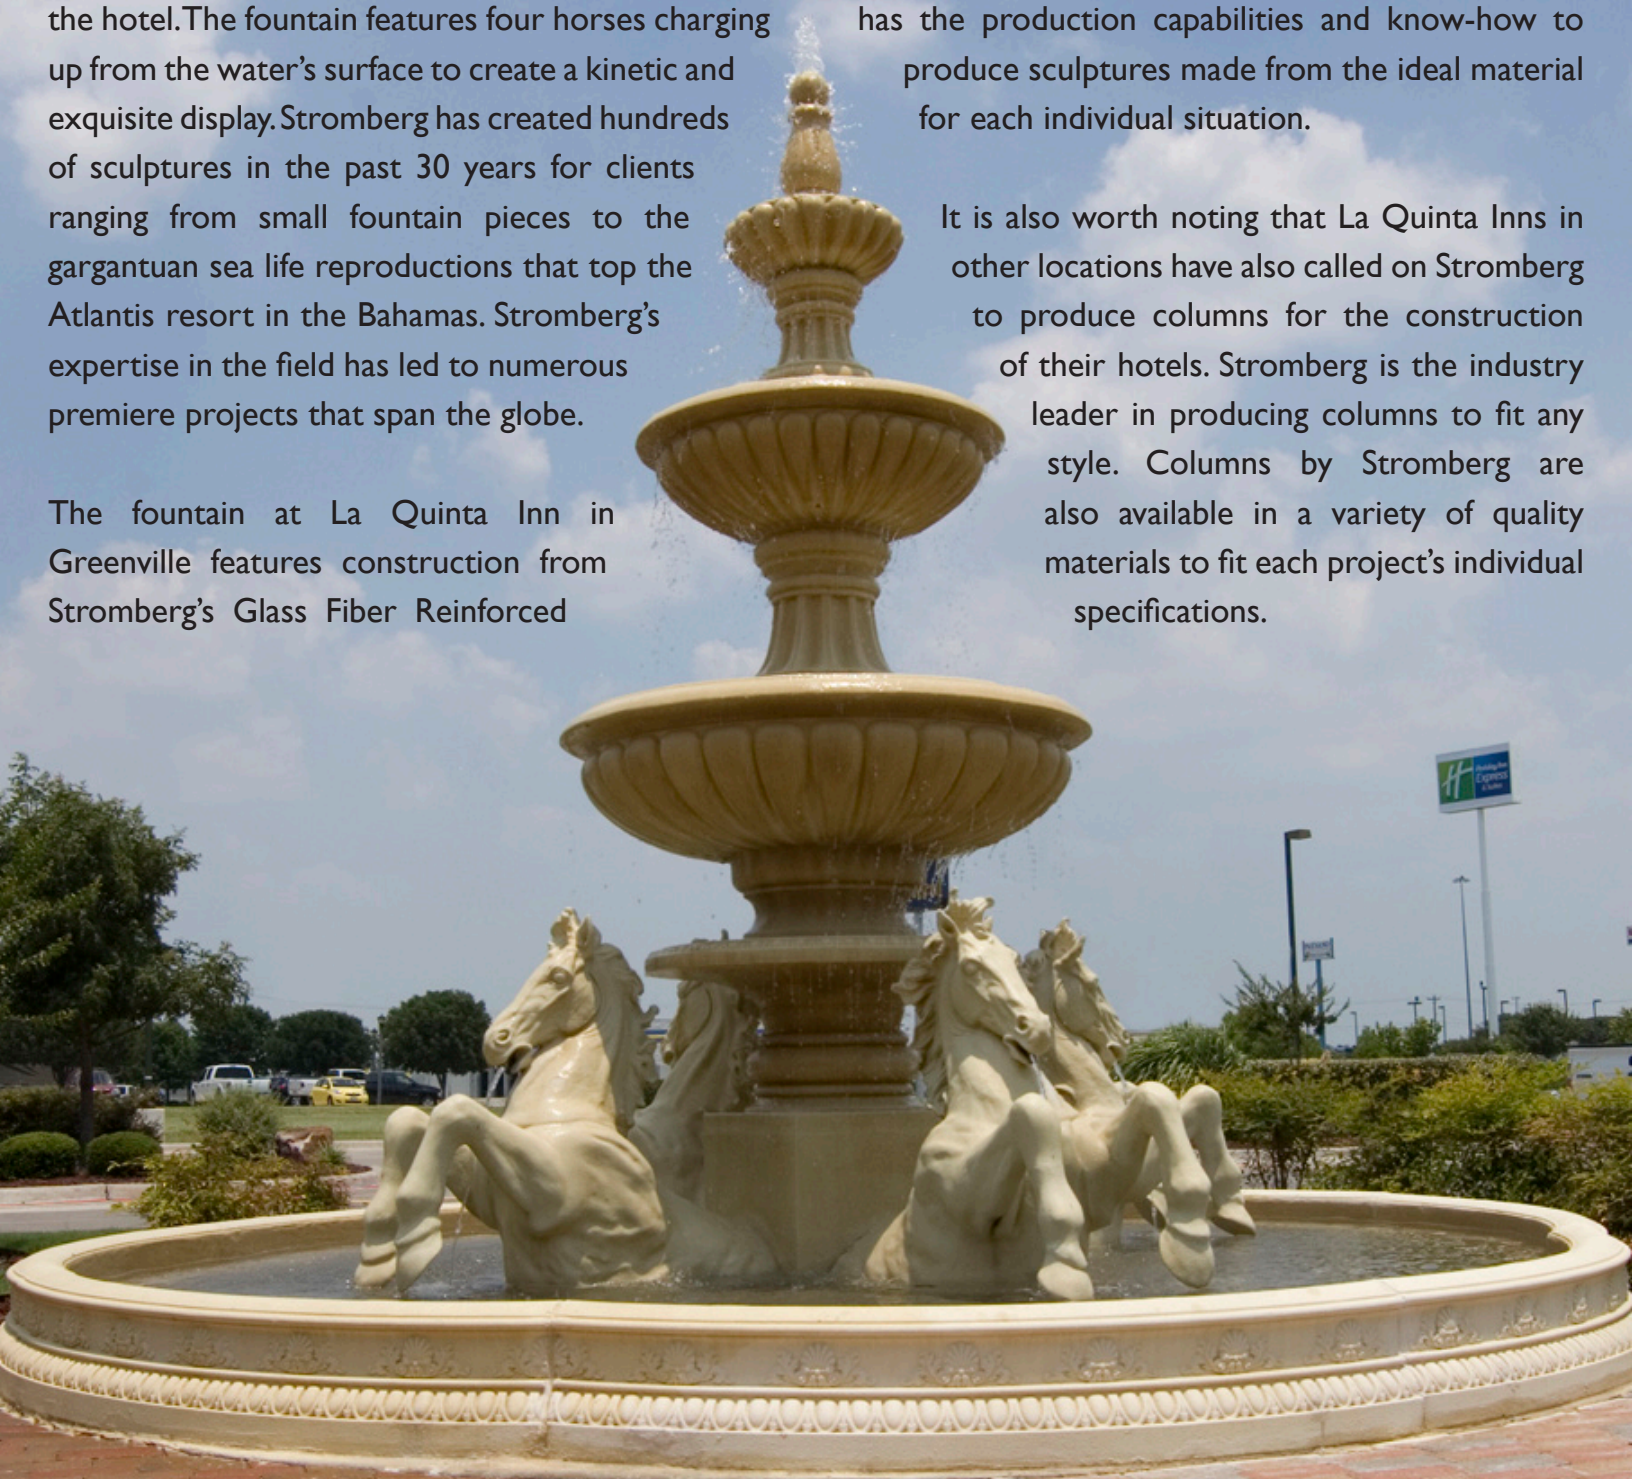 the hotel. The fountain features four horses charging
up from the water's surface to create a kinetic and
exquisite display. Stromberg has created hundreds
of sculptures in the past 30 years for clients
ranging from small fountain pieces to the
gargantuan sea life reproductions that top the
Atlantis resort in the Bahamas. Stromberg's
expertise in the field has led to numerous
premiere projects that span the globe.
The fountain at La Quinta Inn in
Greenville features construction from
Stromberg's Glass Fiber Reinforced
has the production capabilities and know-how to
produce sculptures made from the ideal material
for each individual situation.
It is also worth noting that La Quinta Inns in
other locations have also called on Stromberg
to produce columns for the construction
of their hotels. Stromberg is the industry
leader in producing columns to fit any
style. Columns by Stromberg are
also available in a variety of quality
materials to fit each project's individual
specifications.
H
Holiday Inn
Express
& Suites